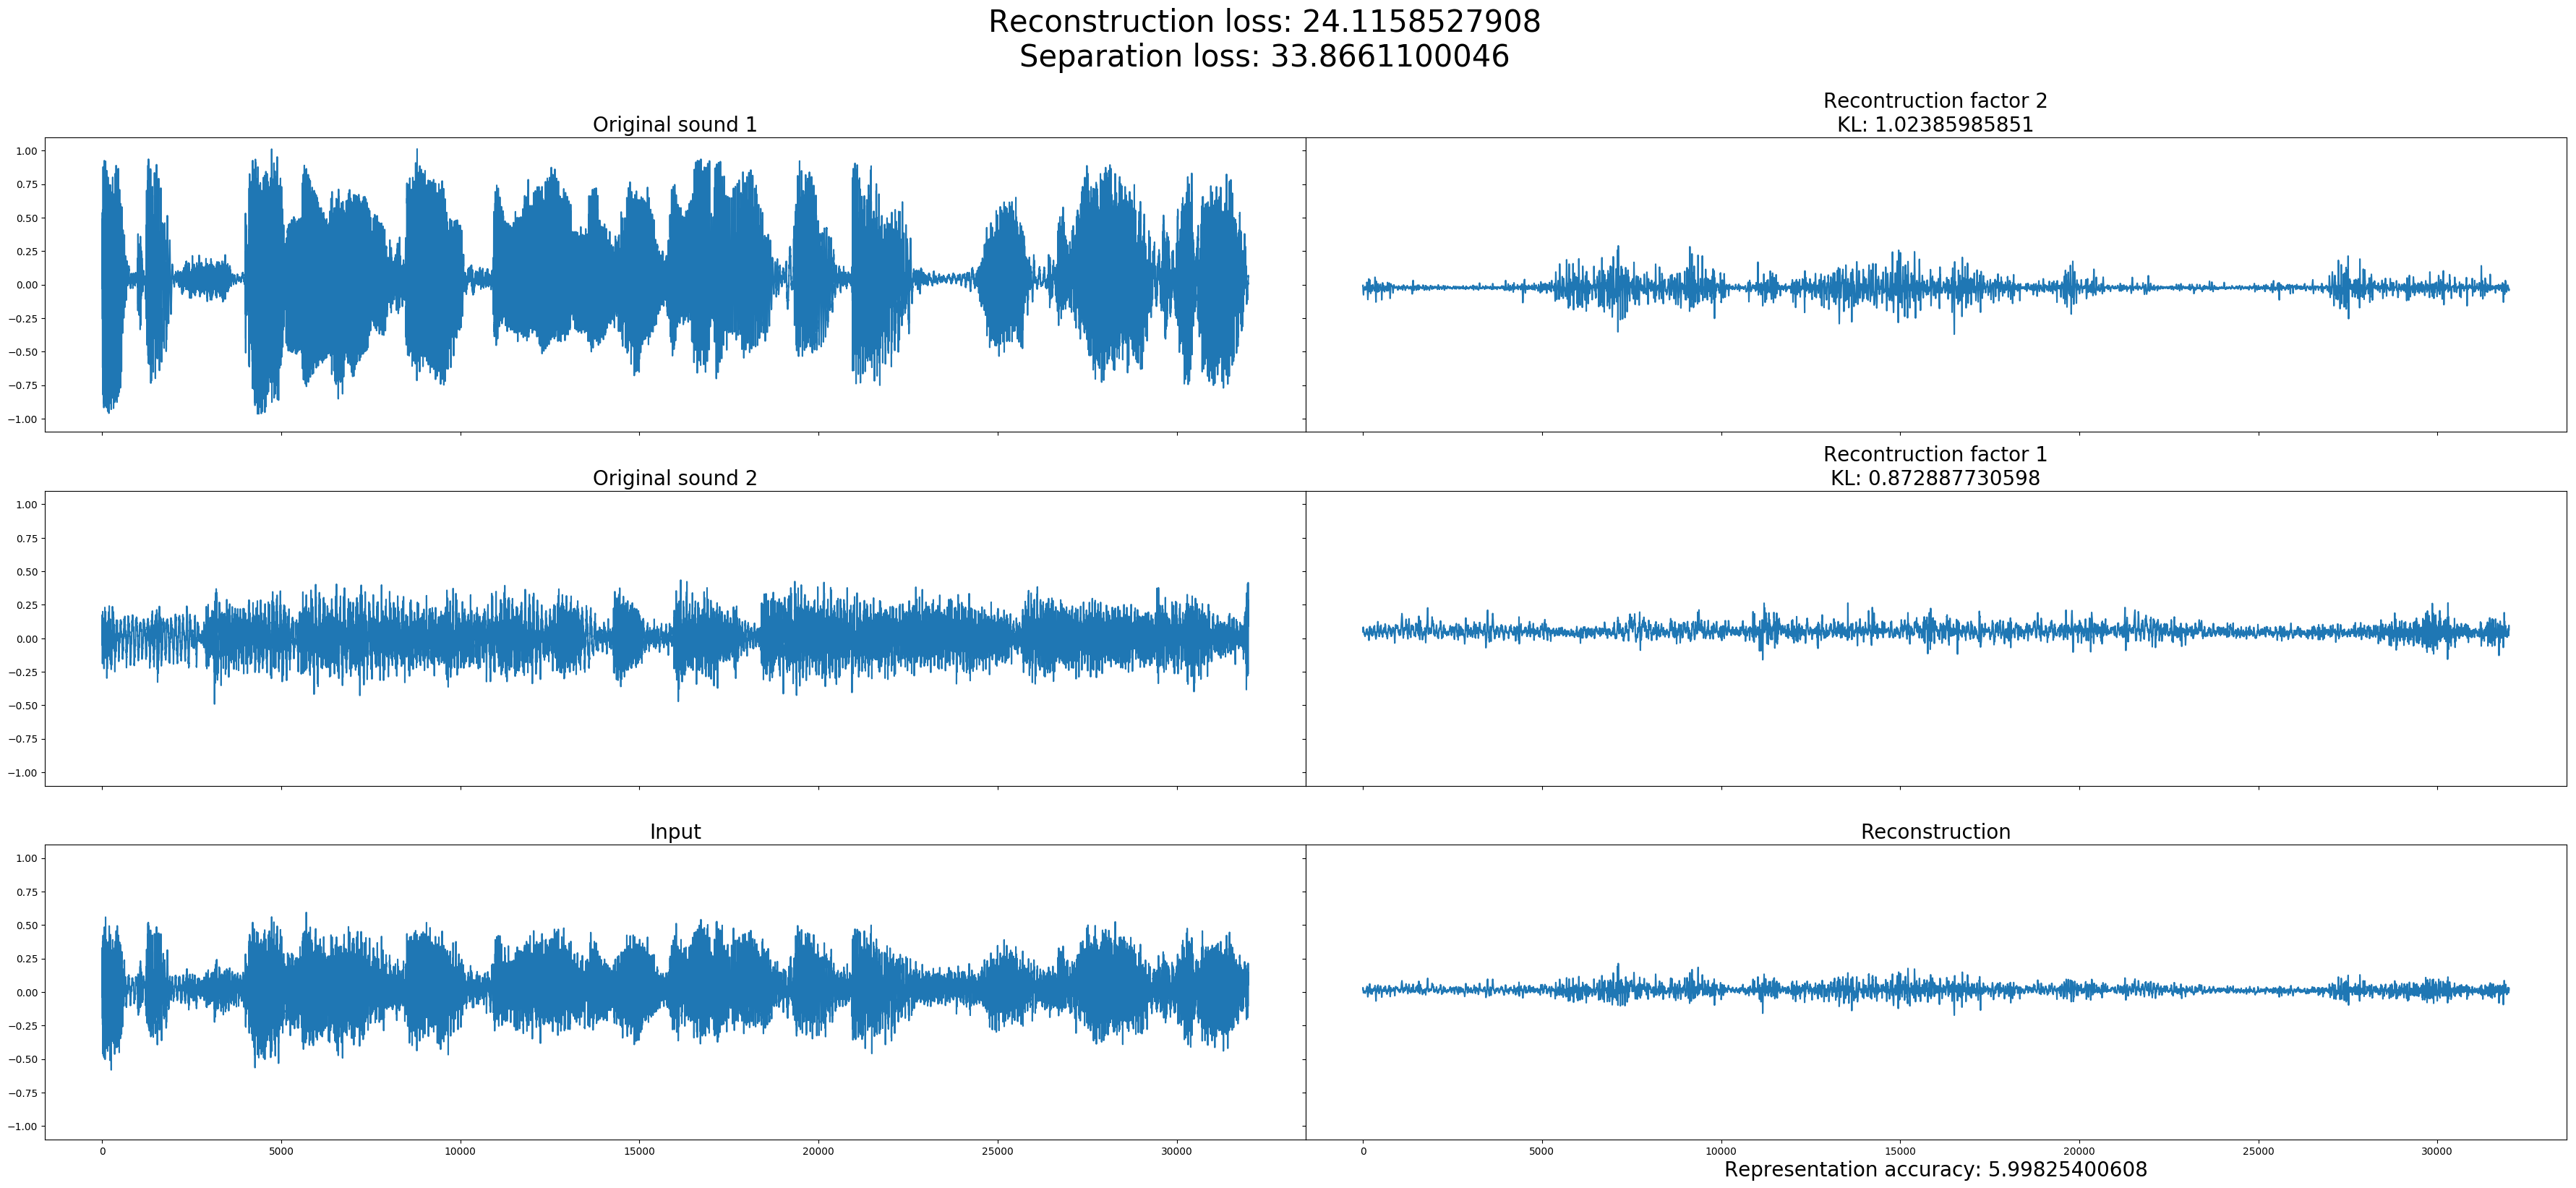 Reconstruction loss: 24.1158527908
Separation loss: 33.8661100046
Original sound 1
1.00
0.75
0.50
0.25
0.00
−0.25
−0.50
−0.75
−1.00
Recontruction factor 2
KL: 1.02385985851
Original sound 2
1.00
0.75
0.50
0.25
0.00
−0.25
−0.50
−0.75
−1.00
Recontruction factor 1
KL: 0.872887730598
Input
1.00
0.75
0.50
0.25
0.00
−0.25
−0.50
−0.75
−1.00
0 5000 10000 15000 20000 25000 30000
Reconstruction
0 5000 10000 15000 20000 25000 30000
Representation accuracy: 5.99825400608